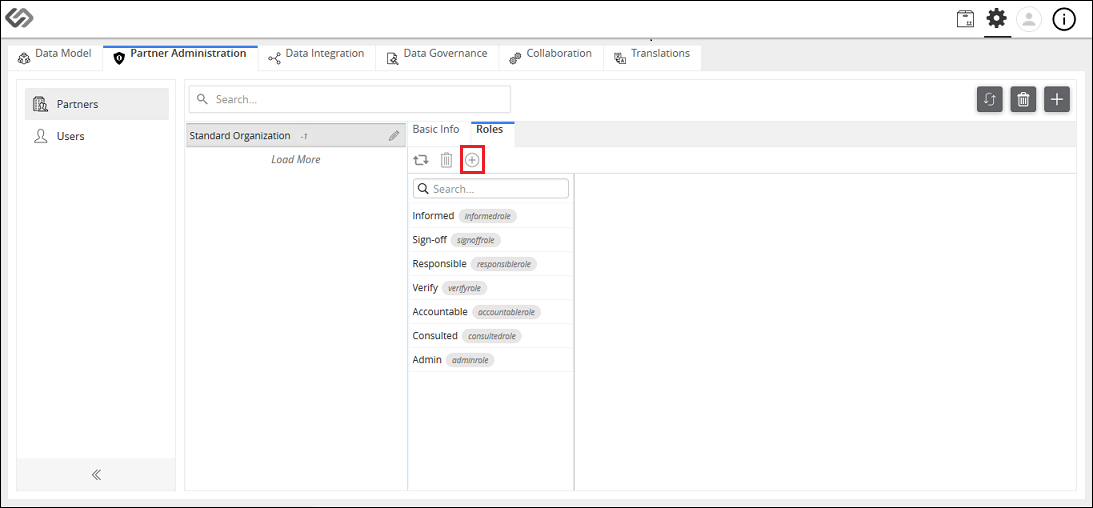 Data Model
Partner Administration
Data Integration
Data Governance
Collaboration
Translations
Partners
Users
Search...
Standard Organization -1
Load More
Basic Info
Roles
Search...
Informed informedrole
Sign-off signoffrole
Responsible responsiblerole
Verify verifyrole
Accountable accountablerole
Consulted consultedrole
Admin adminrole